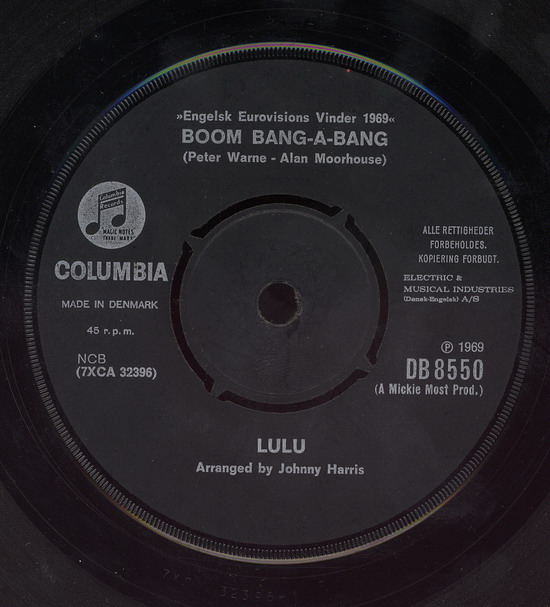 »Engelsk Eurovisions Vinder 1969«
BOOM BANG-A-BANG
(Peter Warne - Alan Moorhouse)
Columbia
Records
MAGIC NOTES
TRADE MARK
COLUMBIA
MADE IN DENMARK
45 r.p.m.
NCB
(7XCA 32396)
ALLE RETTIGHEDER
FORBEHOLDES.
KOPIERING FORBUDT.
ELECTRIC &
MUSICAL INDUSTRIES
(Dansk-Engelsk) A/S
℗ 1969
DB 8550
(A Mickie Most Prod.)
LULU
Arranged by Johnny Harris